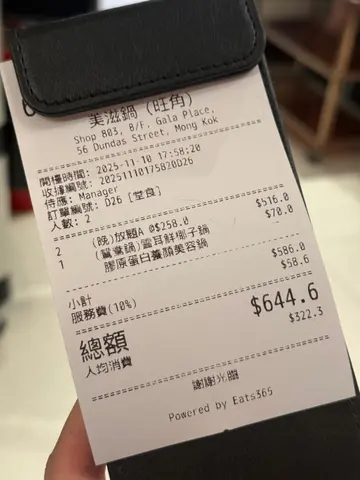 美滋鍋 (旺角)
Shop 803, 8/F, Gala Place,
56 Dundas Street, Mong Kok
開檯時間: 2025-11-10 17:58:20
收據編號: 20251110175820D26
侍應: Manager
訂單編號: D26 [堂食]
人數: 2
2 (晚)放題A @$258.0 $516.0
1 (鴛鴦鍋)雲耳鮮椰子鍋 $70.0
膠原蛋白養顏美容鍋
小計 $586.0
服務費(10%) $58.6
總額 $644.6
人均消費 $322.3
謝謝光臨
Powered by Eats365